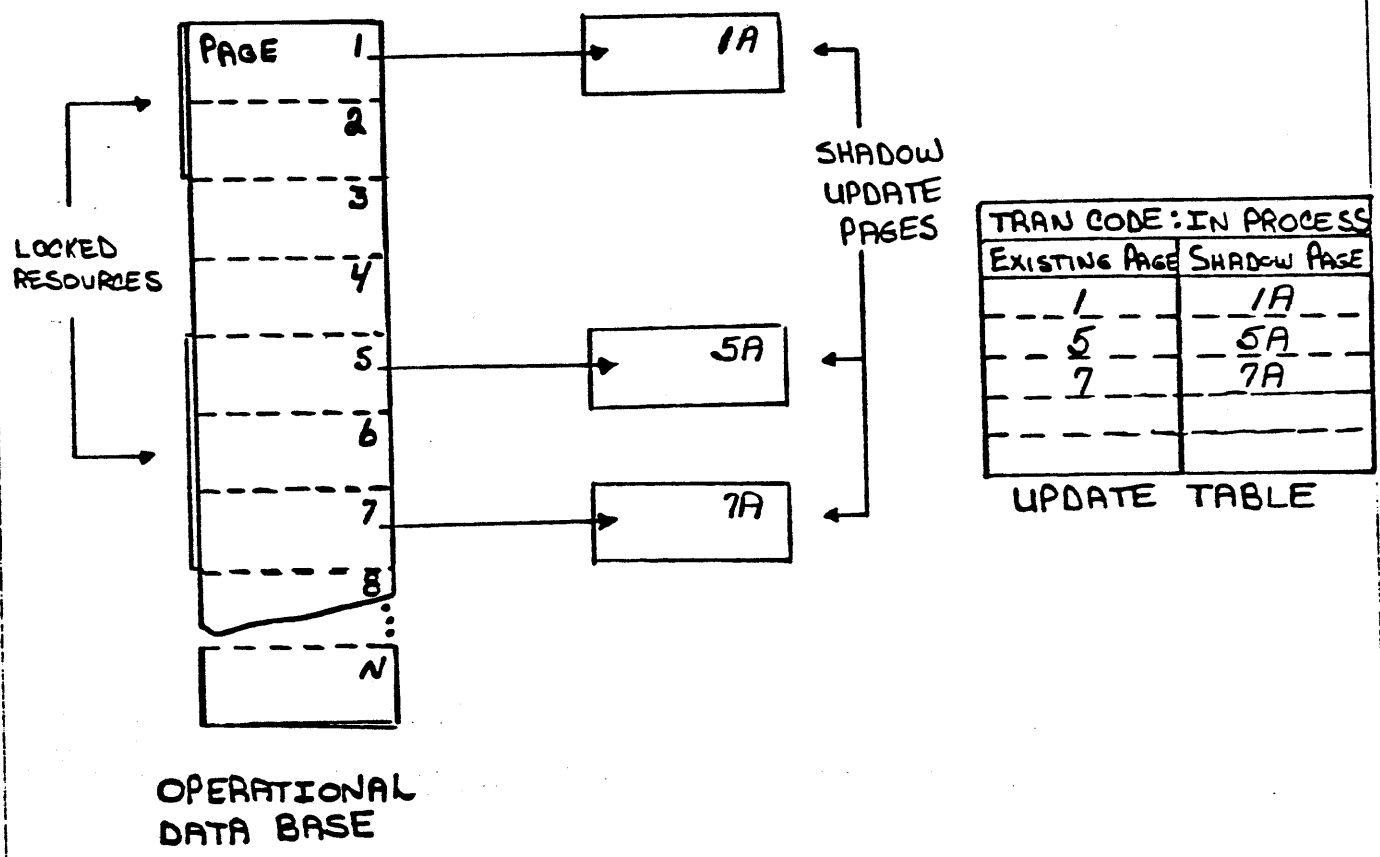 PAGE 1
2
3
4
5
6
7
8
N
OPERATIONAL
DATA BASE
LOCKED
RESOURCES
1A
5A
7A
SHADOW
UPDATE
PAGES
TRAN CODE: IN PROCESS
EXISTING PAGE SHADOW PAGE
1 1A
5 5A
7 7A
UPDATE TABLE